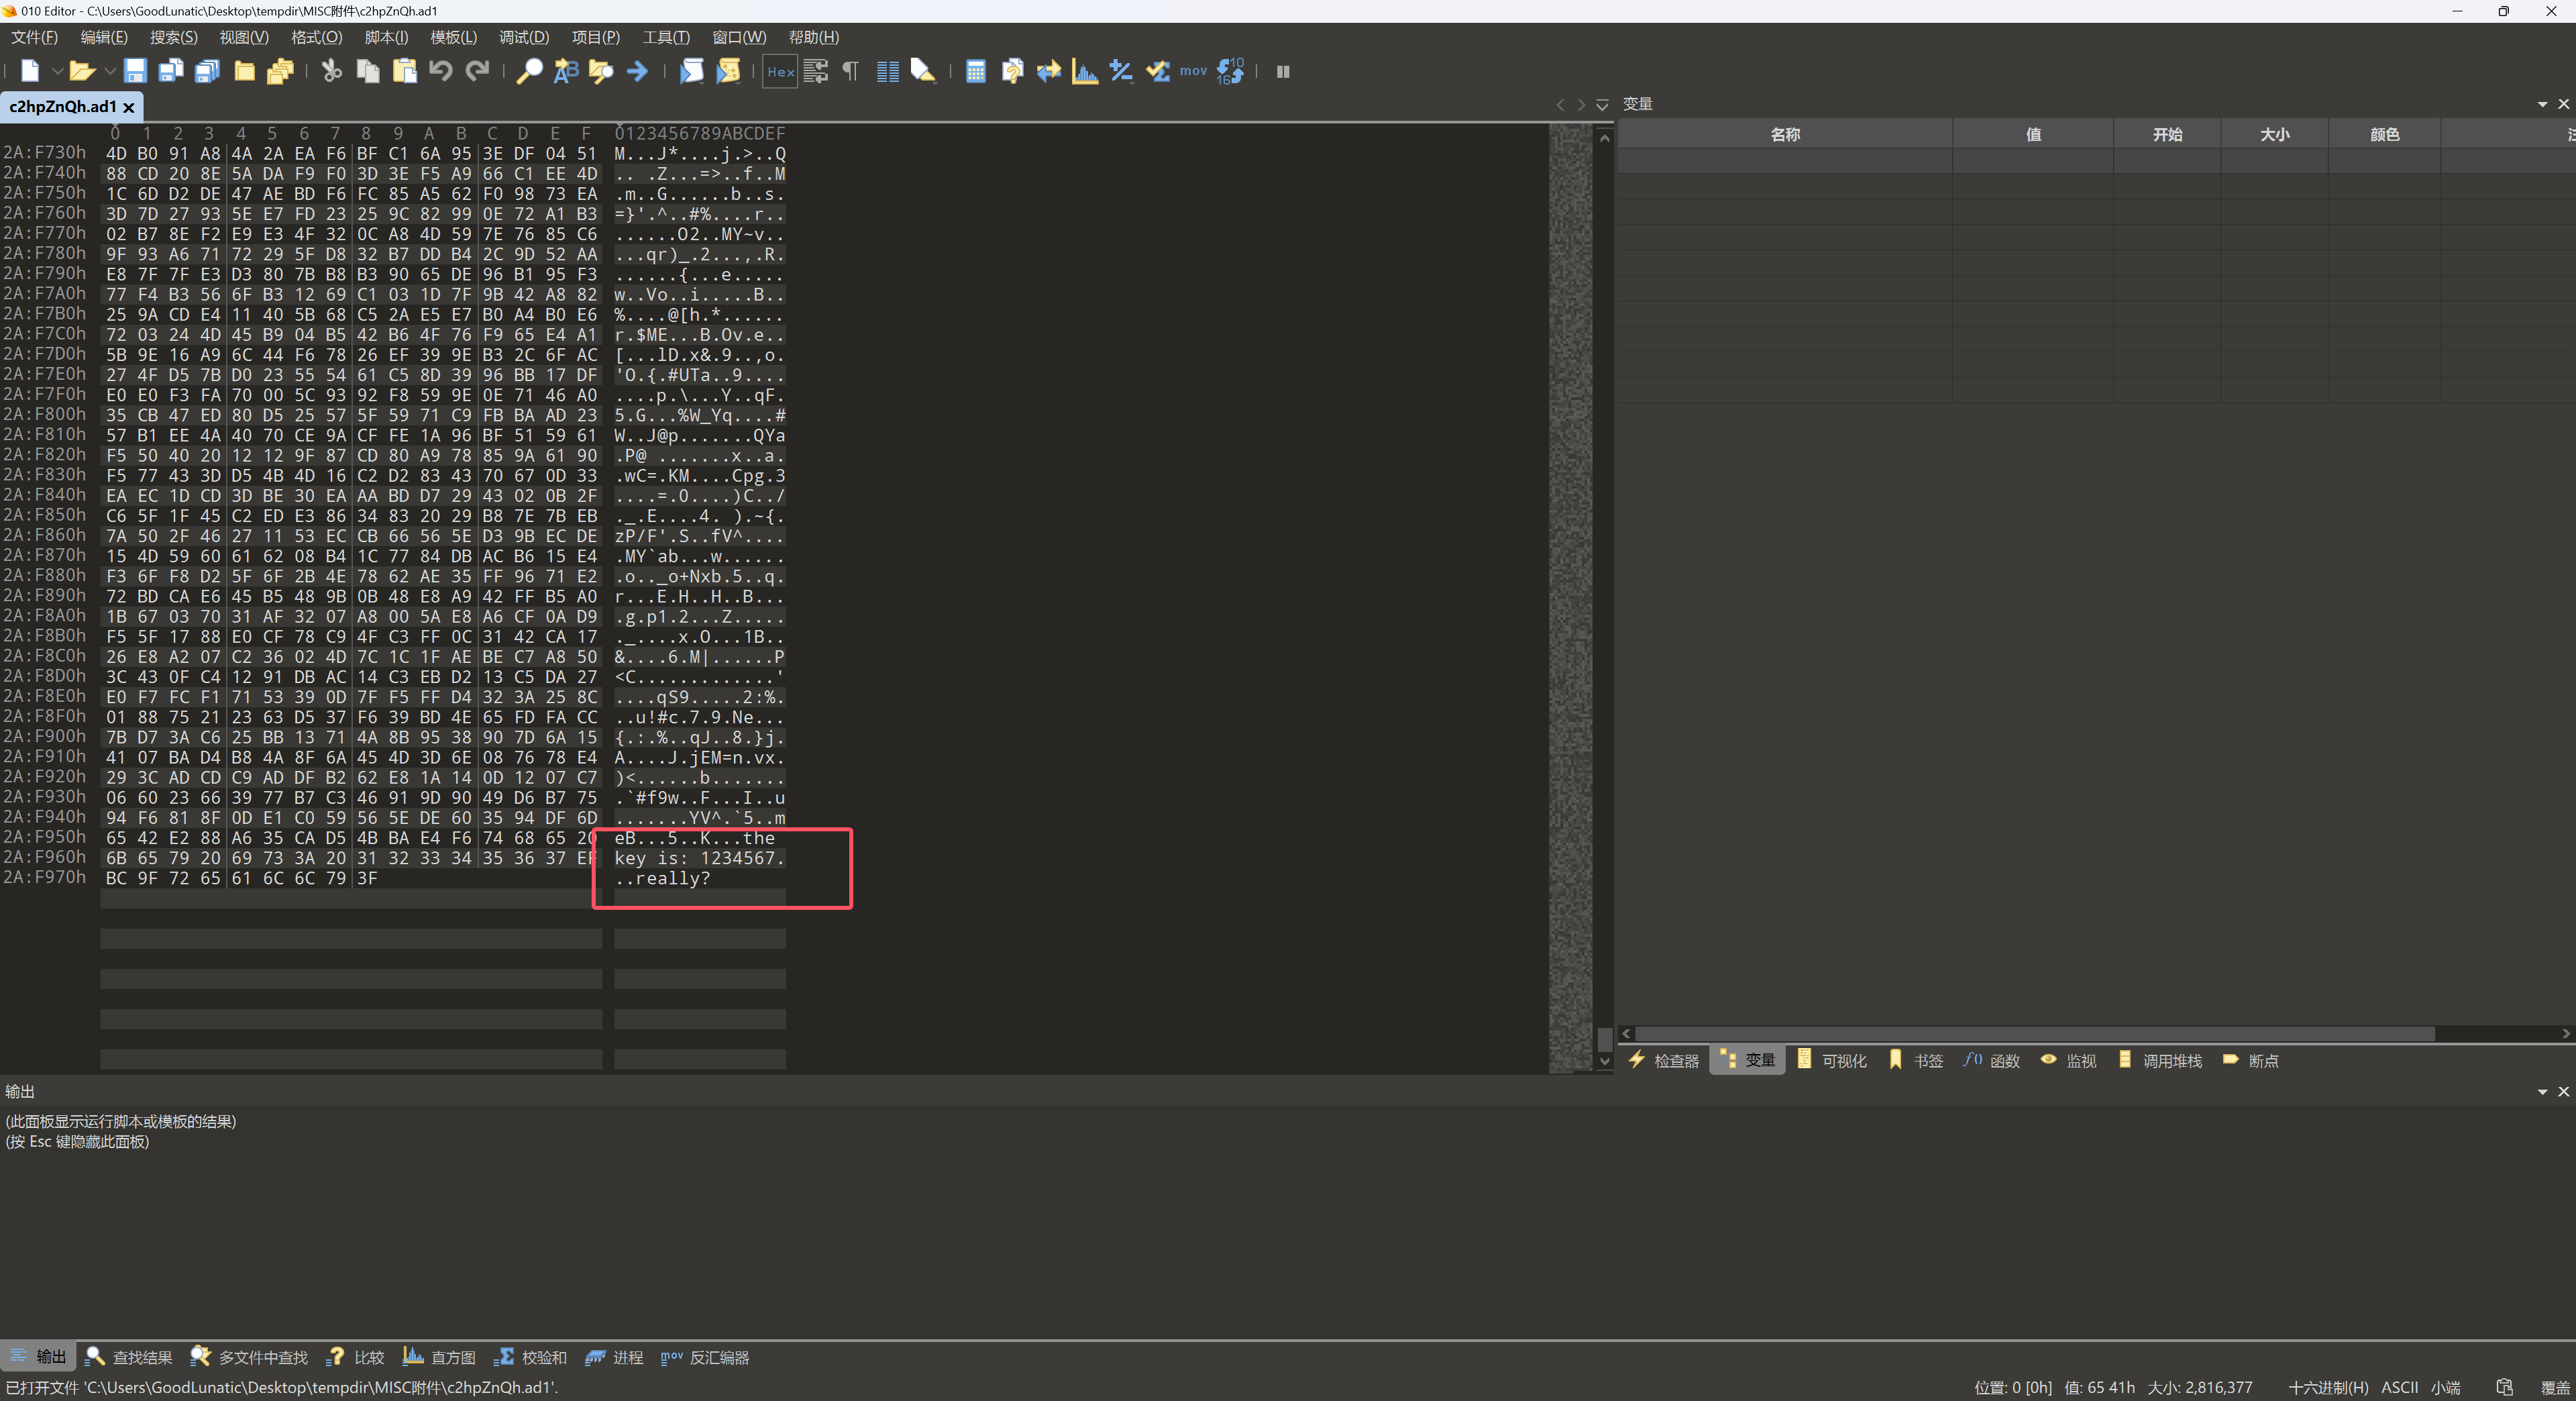 010 Editor - C:\Users\GoodLunatic\Desktop\tempdir\MISC附件\c2hpZnQh.ad1
文件(F) 编辑(E) 搜索(S) 视图(V) 格式(O) 脚本(I) 模板(L) 调试(D) 项目(P) 工具(T) 窗口(W) 帮助(H)
Hex mov 10 16
c2hpZnQh.ad1
0 1 2 3 4 5 6 7 8 9 A B C D E F 0123456789ABCDEF
2A:F730h 4D B0 91 A8 4A 2A EA F6 BF C1 6A 95 3E DF 04 51 M...J*....j.>..Q
2A:F740h 88 CD 20 8E 5A DA F9 F0 3D 3E F5 A9 66 C1 EE 4D .. .Z...=>..f..M
2A:F750h 1C 6D D2 DE 47 AE BD F6 FC 85 A5 62 F0 98 73 EA .m..G......b..s.
2A:F760h 3D 7D 27 93 5E E7 FD 23 25 9C 82 99 0E 72 A1 B3 =}'.^..#%....r..
2A:F770h 02 B7 8E F2 E9 E3 4F 32 0C A8 4D 59 7E 76 85 C6 ......O2..MY~v..
2A:F780h 9F 93 A6 71 72 29 5F D8 32 B7 DD B4 2C 9D 52 AA ...qr)_.2...,.R.
2A:F790h E8 7F 7F E3 D3 80 7B B8 B3 90 65 DE 96 B1 95 F3 ......{...e.....
2A:F7A0h 77 F4 B3 56 6F B3 12 69 C1 03 1D 7F 9B 42 A8 82 w..Vo..i.....B..
2A:F7B0h 25 9A CD E4 11 40 5B 68 C5 2A E5 E7 B0 A4 B0 E6 %....@[h.*......
2A:F7C0h 72 03 24 4D 45 B9 04 B5 42 B6 4F 76 F9 65 E4 A1 r.$ME...B.Ov.e..
2A:F7D0h 5B 9E 16 A9 6C 44 F6 78 26 EF 39 9E B3 2C 6F AC [...lD.x&.9..,o.
2A:F7E0h 27 4F D5 7B D0 23 55 54 61 C5 8D 39 96 BB 17 DF 'O.{.#UTa..9....
2A:F7F0h E0 E0 F3 FA 70 00 5C 93 92 F8 59 9E 0E 71 46 A0 ....p.\...Y..qF.
2A:F800h 35 CB 47 ED 80 D5 25 57 5F 59 71 C9 FB BA AD 23 5.G...%W_Yq....#
2A:F810h 57 B1 EE 4A 40 70 CE 9A CF FE 1A 96 BF 51 59 61 W..J@p.......QYa
2A:F820h F5 50 40 20 12 12 9F 87 CD 80 A9 78 85 9A 61 90 .P@ .......x..a.
2A:F830h F5 77 43 3D D5 4B 4D 16 C2 D2 83 43 70 67 0D 33 .wC=.KM....Cpg.3
2A:F840h EA EC 1D CD 3D BE 30 EA AA BD D7 29 43 02 0B 2F ....=.0....)C../
2A:F850h C6 5F 1F 45 C2 ED E3 86 34 83 20 29 B8 7E 7B EB ._.E....4. ).~{.
2A:F860h 7A 50 2F 46 27 11 53 EC CB 66 56 5E D3 9B EC DE zP/F'.S..fV^....
2A:F870h 15 4D 59 60 61 62 08 B4 1C 77 84 DB AC B6 15 E4 .MY`ab...w......
2A:F880h F3 6F F8 D2 5F 6F 2B 4E 78 62 AE 35 FF 96 71 E2 .o.._o+Nxb.5..q.
2A:F890h 72 BD CA E6 45 B5 48 9B 0B 48 E8 A9 42 FF B5 A0 r...E.H..H..B...
2A:F8A0h 1B 67 03 70 31 AF 32 07 A8 00 5A E8 A6 CF 0A D9 .g.p1.2...Z.....
2A:F8B0h F5 5F 17 88 E0 CF 78 C9 4F C3 FF 0C 31 42 CA 17 ._....x.O...1B..
2A:F8C0h 26 E8 A2 07 C2 36 02 4D 7C 1C 1F AE BE C7 A8 50 &....6.M|......P
2A:F8D0h 3C 43 0F C4 12 91 DB AC 14 C3 EB D2 13 C5 DA 27 <C.............'
2A:F8E0h E0 F7 FC F1 71 53 39 0D 7F F5 FF D4 32 3A 25 8C ....qS9.....2:%.
2A:F8F0h 01 88 75 21 23 63 D5 37 F6 39 BD 4E 65 FD FA CC ..u!#c.7.9.Ne...
2A:F900h 7B D7 3A C6 25 BB 13 71 4A 8B 95 38 90 7D 6A 15 {.:.%..qJ..8.}j.
2A:F910h 41 07 BA D4 B8 4A 8F 6A 45 4D 3D 6E 08 76 78 E4 A....J.jEM=n.vx.
2A:F920h 29 3C AD CD C9 AD DF B2 62 E8 1A 14 0D 12 07 C7 )<......b.......
2A:F930h 06 60 23 66 39 77 B7 C3 46 91 9D 90 49 D6 B7 75 .`#f9w..F...I..u
2A:F940h 94 F6 81 8F 0D E1 C0 59 56 5E DE 60 35 94 DF 6D .......YV^.`5..m
2A:F950h 65 42 E2 88 A6 35 CA D5 4B BA E4 F6 74 68 65 20 eB...5..K...the
2A:F960h 6B 65 79 20 69 73 3A 20 31 32 33 34 35 36 37 EF key is: 1234567.
2A:F970h BC 9F 72 65 61 6C 6C 79 3F ..really?
变量
名称 值 开始 大小 颜色
检查器 变量 可视化 书签 f() 函数 监视 调用堆栈 断点
输出
(此面板显示运行脚本或模板的结果)
(按 Esc 键隐藏此面板)
输出 查找结果 多文件中查找 比较 直方图 校验和 进程 mov 反汇编器
已打开文件 'C:\Users\GoodLunatic\Desktop\tempdir\MISC附件\c2hpZnQh.ad1'.
位置: 0 [0h] 值: 65 41h 大小: 2,816,377 十六进制(H) ASCII 小端 覆盖